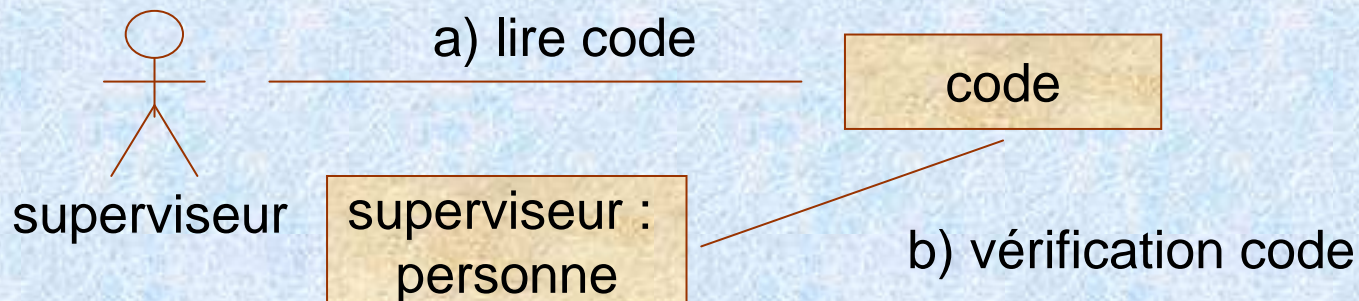 a) lire code
code
superviseur
superviseur :
personne
b) vérification code